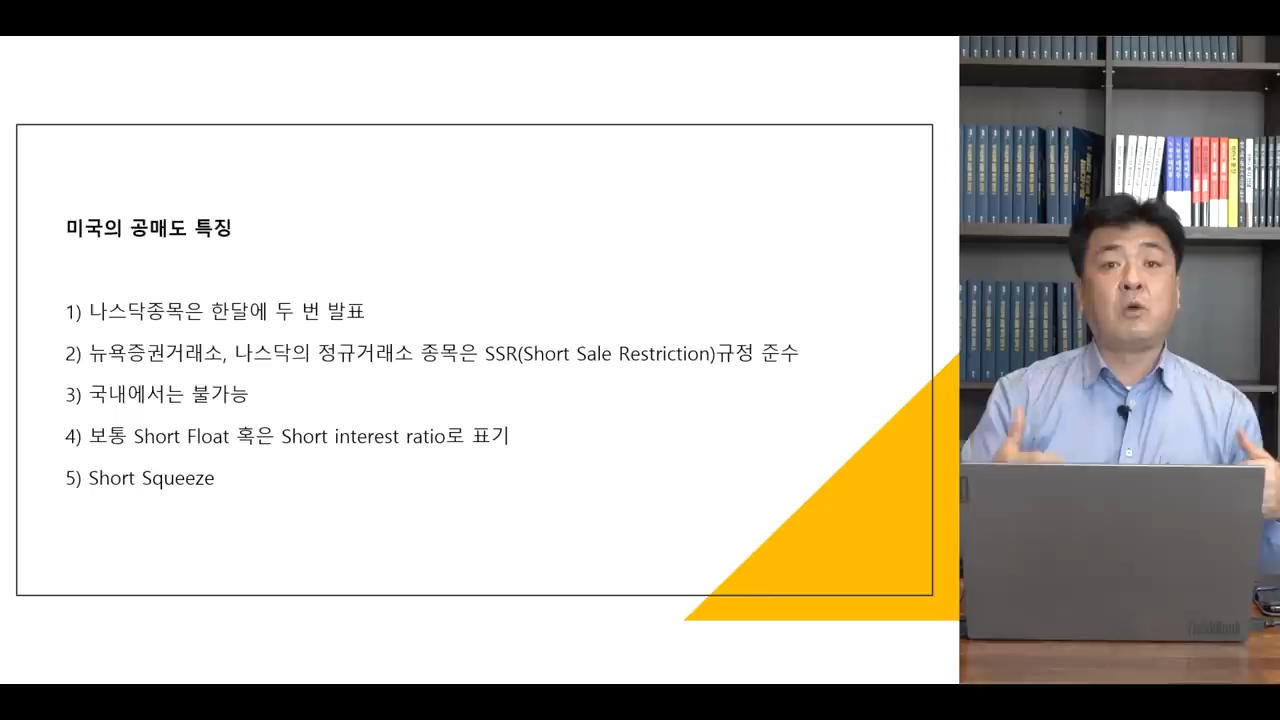 미국의 공매도 특징
1) 나스닥종목은 한달에 두 번 발표
2) 뉴욕증권거래소, 나스닥의 정규거래소 종목은 SSR(Short Sale Restriction)규정 준수
3) 국내에서는 불가능
4) 보통 Short Float 혹은 Short interest ratio로 표기
5) Short Squeeze